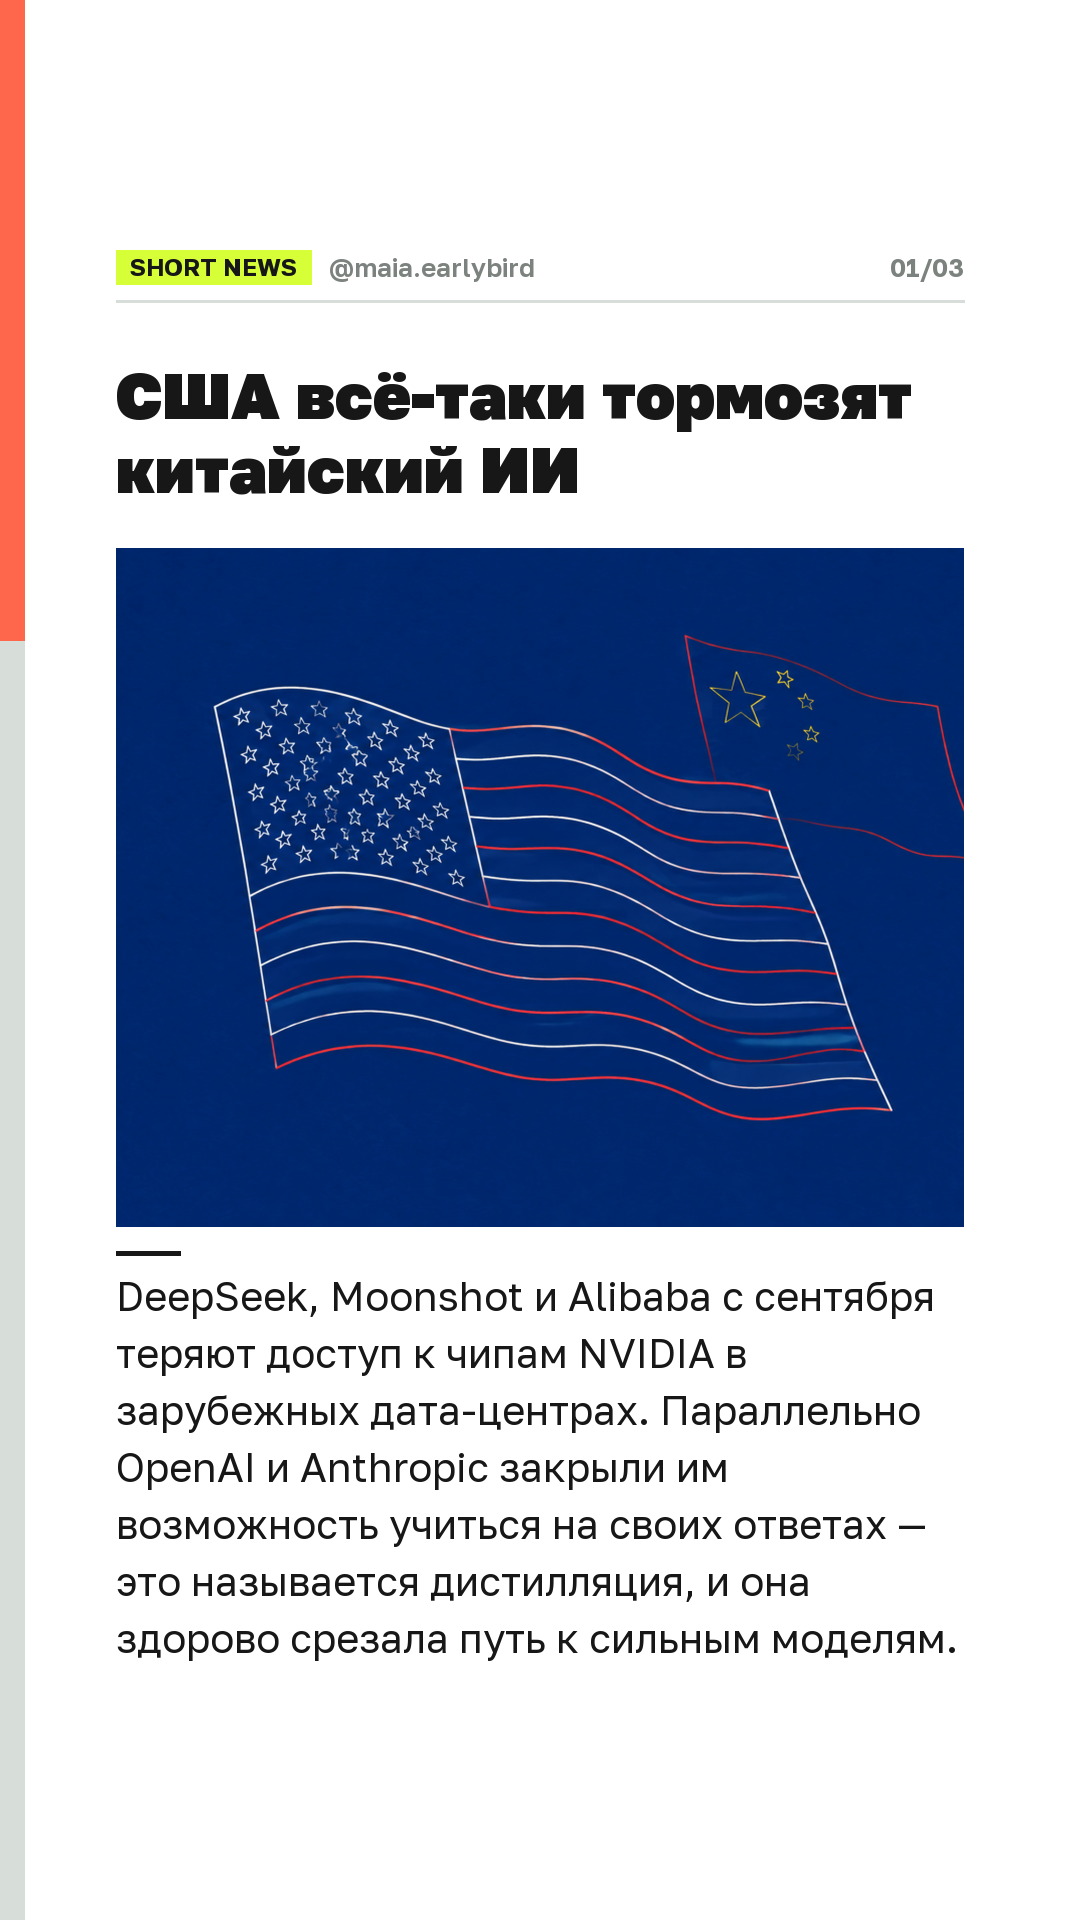 SHORT NEWS @maia.earlybird 01/03
США всё-таки тормозят
китайский ИИ
DeepSeek, Moonshot и Alibaba с сентября
теряют доступ к чипам NVIDIA в
зарубежных дата-центрах. Параллельно
OpenAI и Anthropic закрыли им
возможность учиться на своих ответах —
это называется дистилляция, и она
здорово срезала путь к сильным моделям.